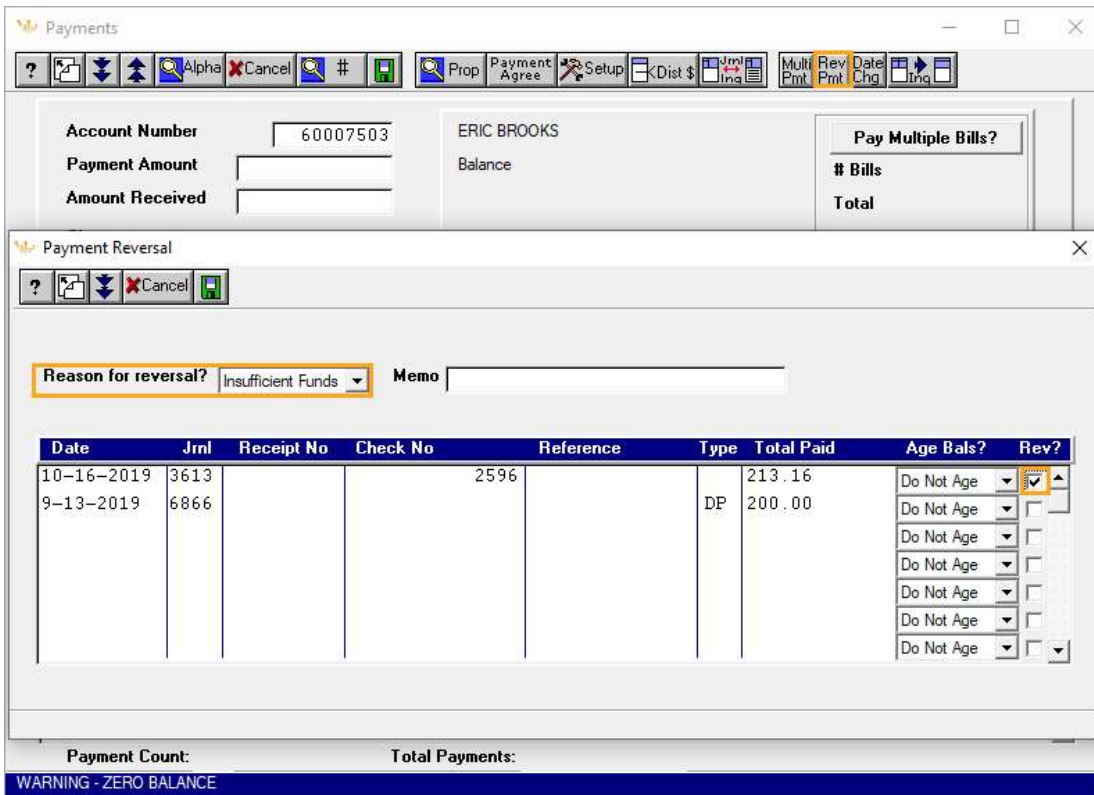 Payments
? Alpha Cancel # Prop Payment Agree Setup Dist $ Jrnl Inq Multi Pmt Rev Pmt Date Chg Inq
Account Number 60007503 ERIC BROOKS Pay Multiple Bills?
Payment Amount Balance # Bills
Amount Received Total
Payment Reversal
? Cancel #
Reason for reversal? Insufficient Funds Memo
Date Jrnl Receipt No Check No Reference Type Total Paid Age Bals? Rev?
10-16-2019 3613 2596 213.16 Do Not Age
9-13-2019 6866 DP 200.00 Do Not Age
Do Not Age
Do Not Age
Do Not Age
Do Not Age
Do Not Age
Payment Count: Total Payments:
WARNING - ZERO BALANCE